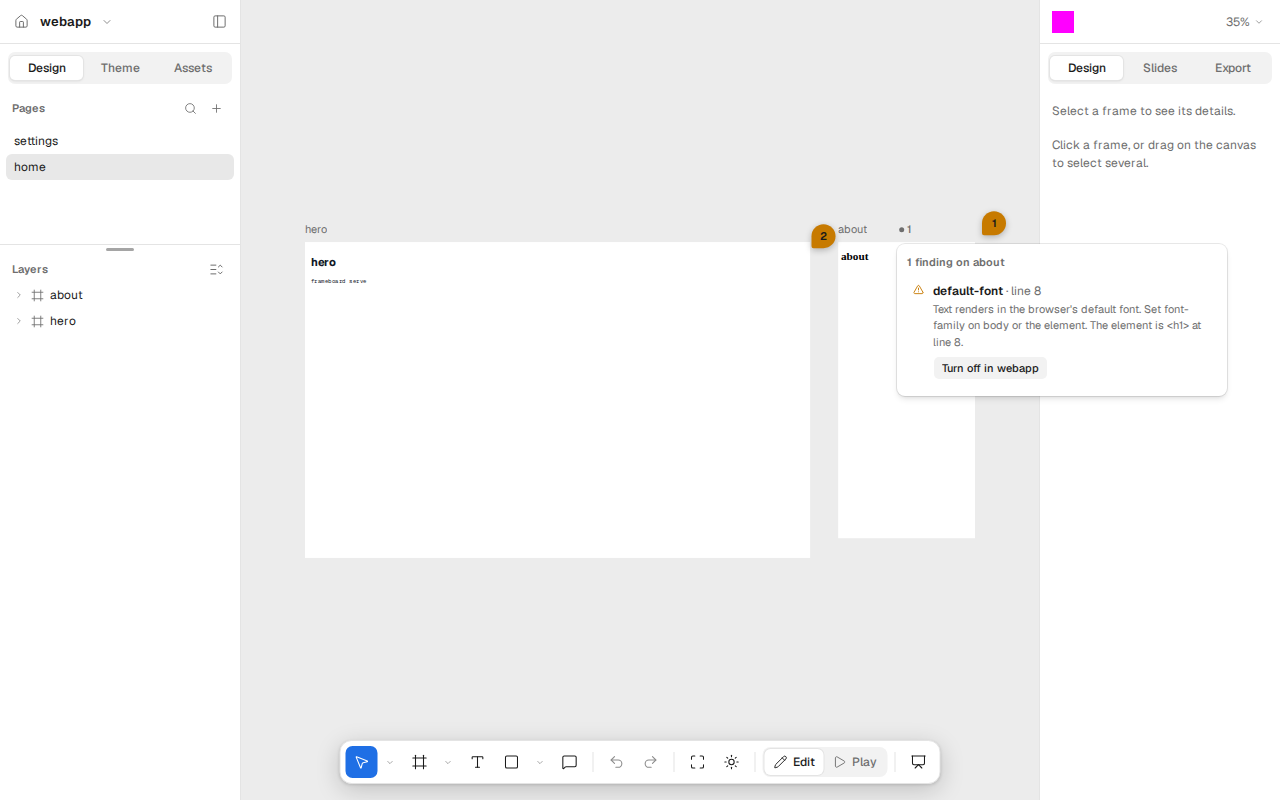 webapp
35%
Design
Theme
Assets
Design
Slides
Export
Pages
settings
home
Select a frame to see its details.
Click a frame, or drag on the canvas
to select several.
Layers
about
hero
hero
2
about
1
1
hero
frameboard serve
about
1 finding on about
default-font · line 8
Text renders in the browser's default font. Set font-
family on body or the element. The element is <h1> at
line 8.
Turn off in webapp
Edit
Play